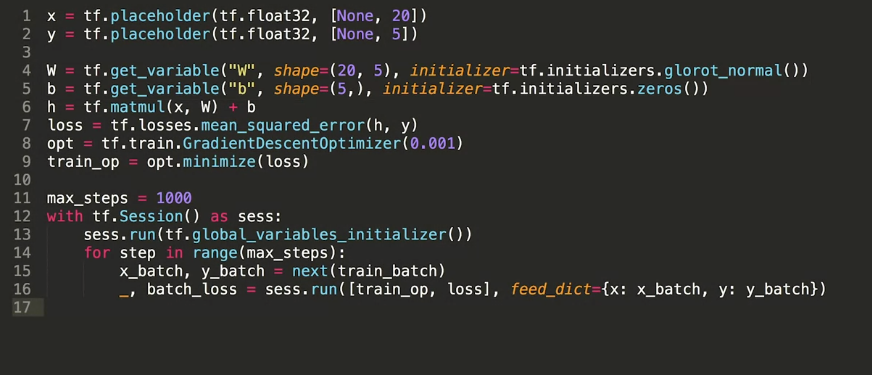 1 x = tf.placeholder(tf.float32, [None, 20])
2 y = tf.placeholder(tf.float32, [None, 5])
3
4 W = tf.get_variable("W", shape=(20, 5), initializer=tf.initializers.glorot_normal())
5 b = tf.get_variable("b", shape=(5,), initializer=tf.initializers.zeros())
6 h = tf.matmul(x, W) + b
7 loss = tf.losses.mean_squared_error(h, y)
8 opt = tf.train.GradientDescentOptimizer(0.001)
9 train_op = opt.minimize(loss)
10
11 max_steps = 1000
12 with tf.Session() as sess:
13     sess.run(tf.global_variables_initializer())
14     for step in range(max_steps):
15         x_batch, y_batch = next(train_batch)
16         _, batch_loss = sess.run([train_op, loss], feed_dict={x: x_batch, y: y_batch})
17